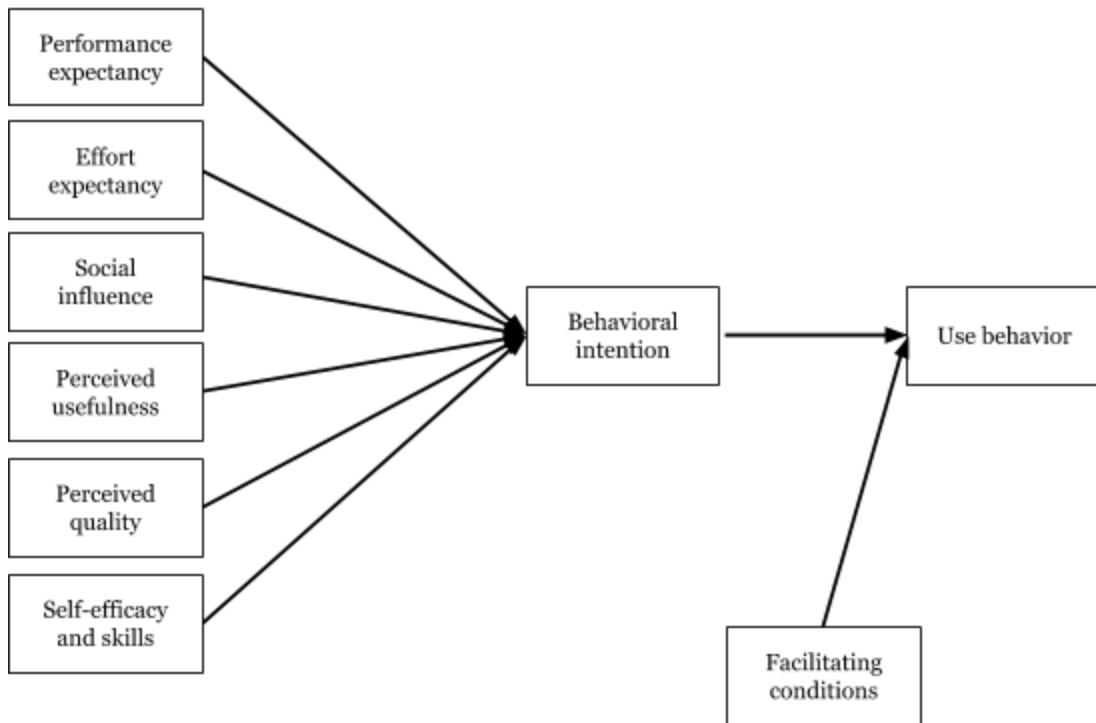 Performance
expectancy
Effort
expectancy
Social
influence
Perceived
usefulness
Perceived
quality
Self-efficacy
and skills
Behavioral
intention
Use behavior
Facilitating
conditions